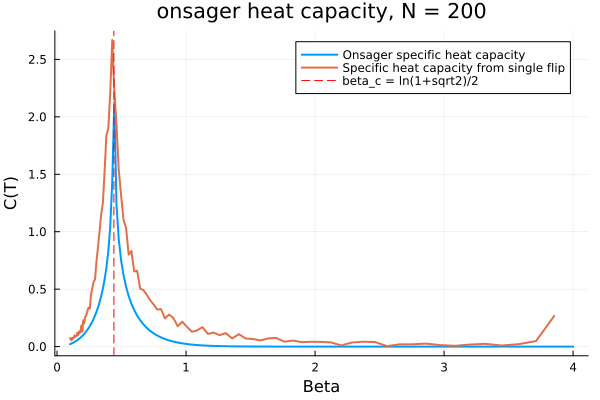 onsager heat capacity, N = 200
Onsager specific heat capacity
Specific heat capacity from single flip
beta_c = ln(1+sqrt2)/2
C(T)
2.5
2.0
1.5
1.0
0.5
0.0
0 1 2 3 4
Beta